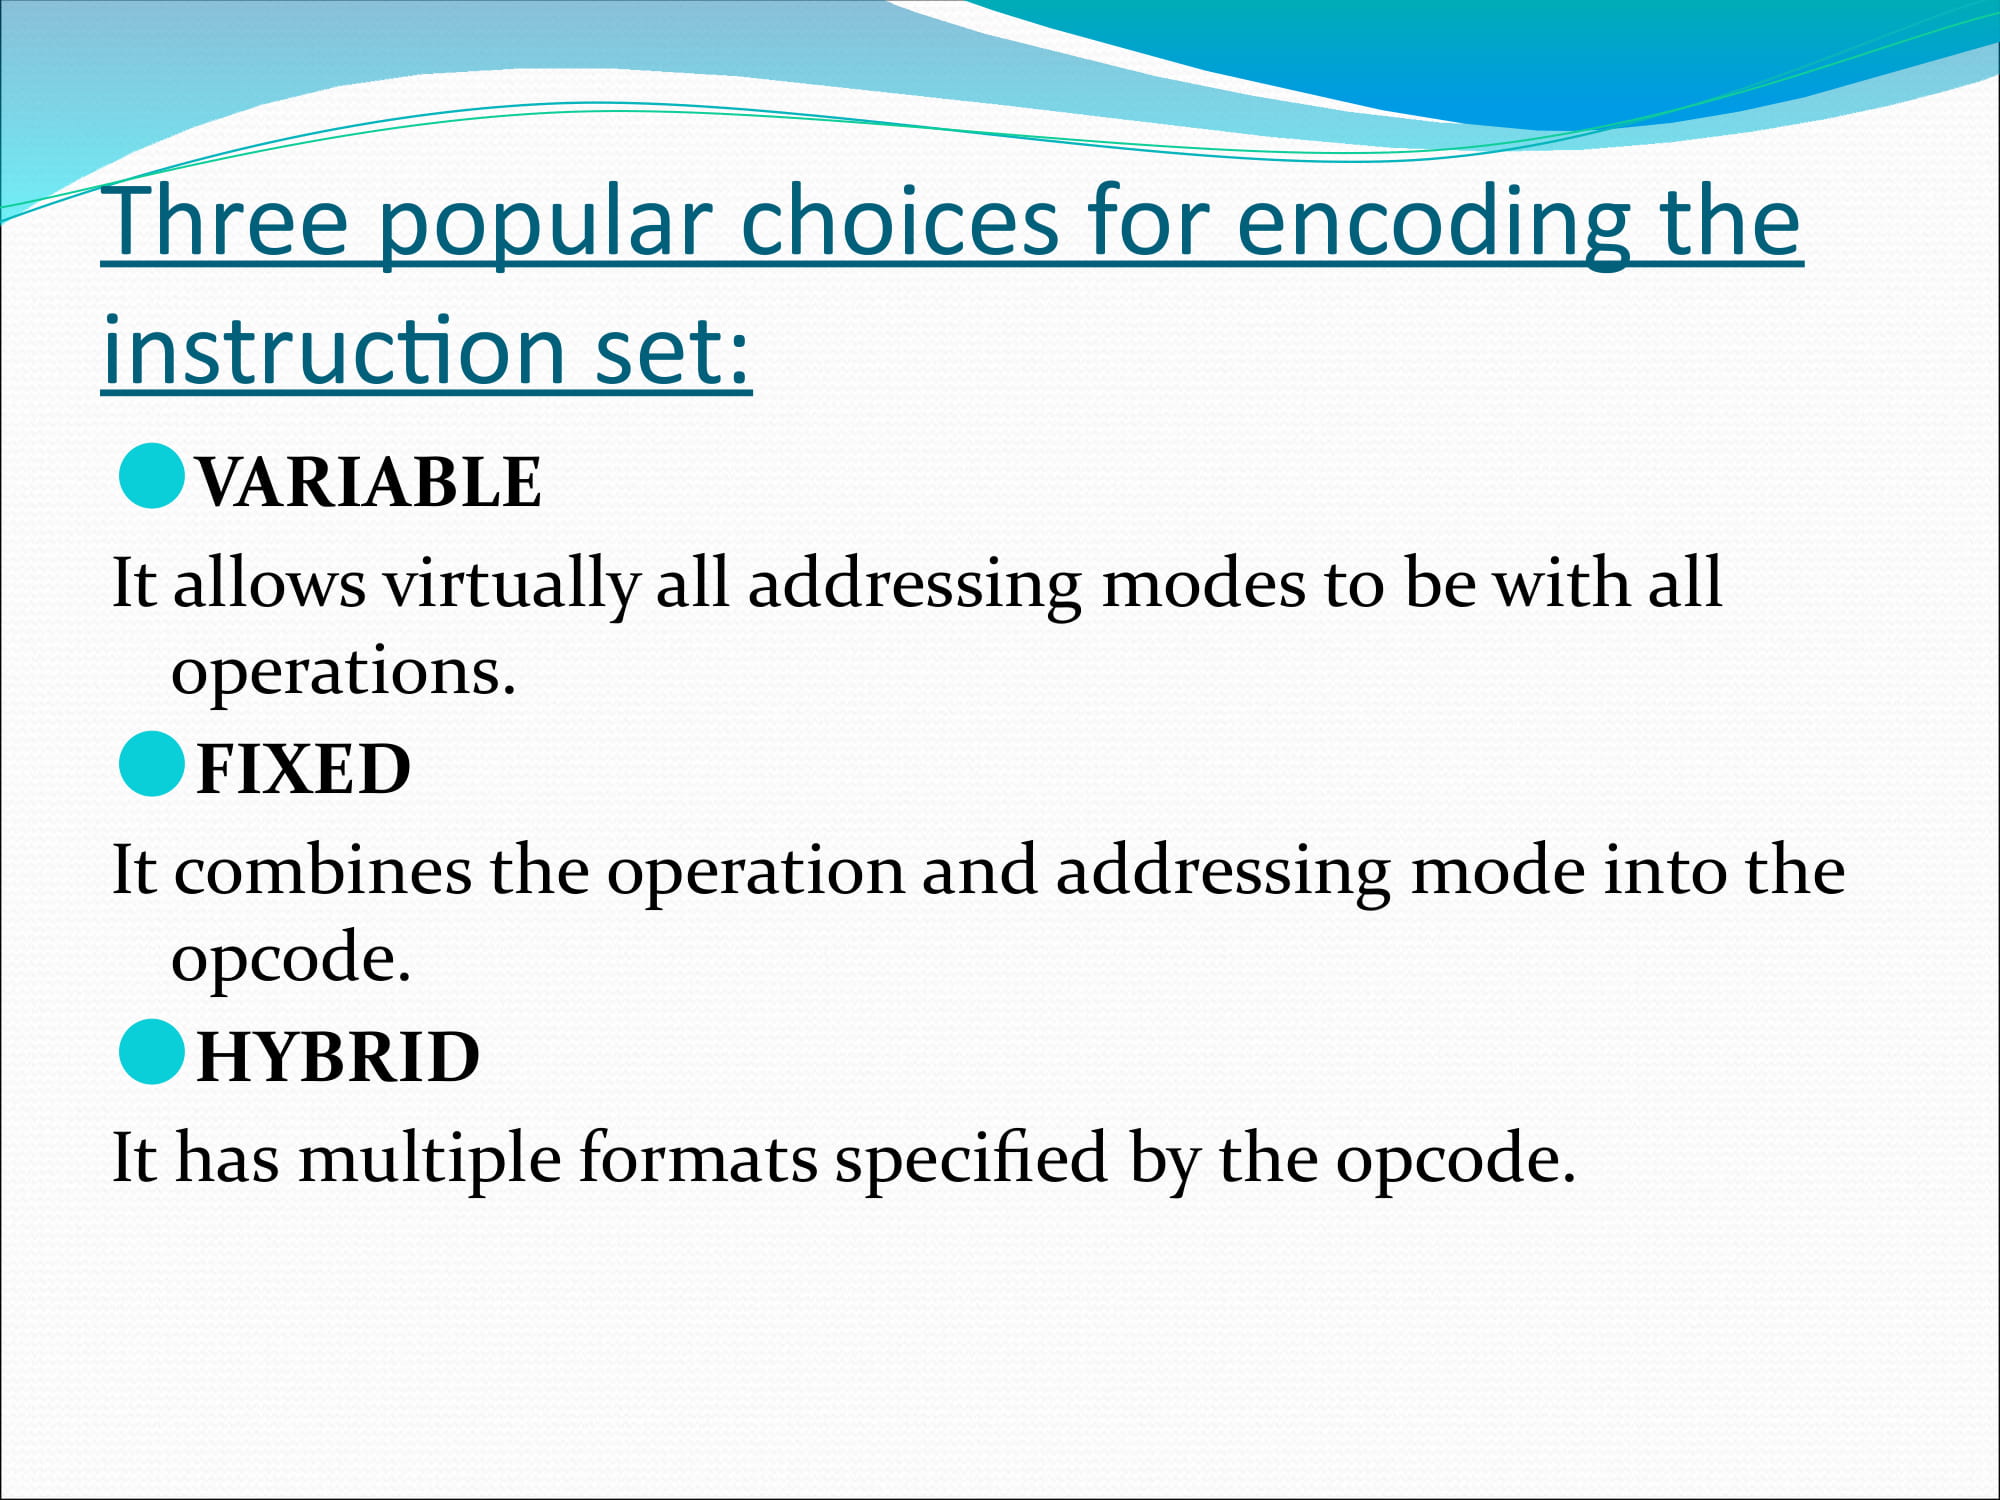 Three popular choices for encoding the
instruction set:
VARIABLE
It allows virtually all addressing modes to be with all
operations.
FIXED
It combines the operation and addressing mode into the
opcode.
HYBRID
It has multiple formats specified by the opcode.